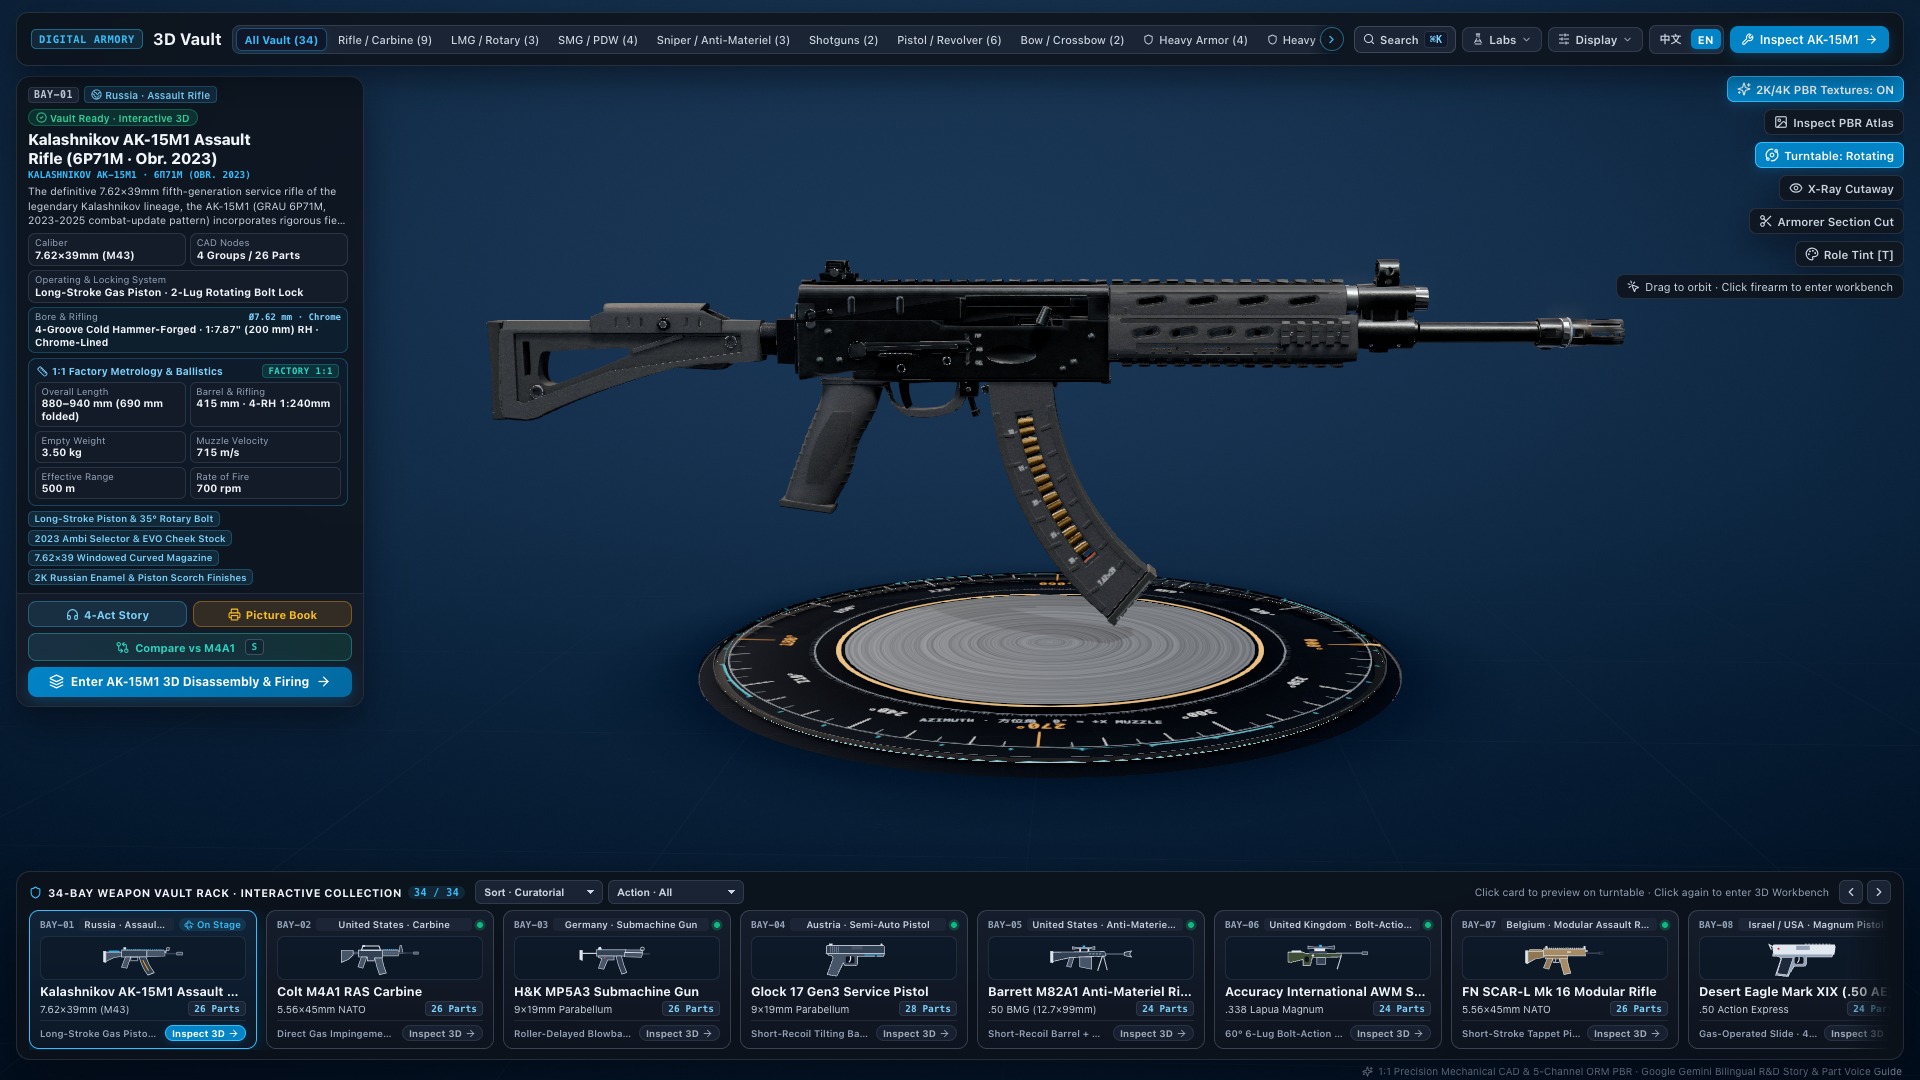 DIGITAL ARMORY
3D Vault
All Vault (34)
Rifle / Carbine (9)
LMG / Rotary (3)
SMG / PDW (4)
Sniper / Anti-Materiel (3)
Shotguns (2)
Pistol / Revolver (6)
Bow / Crossbow (2)
Heavy Armor (4)
Heavy
Search ⌘K
Labs
Display
中文
EN
Inspect AK-15M1 →
BAY-01
Russia · Assault Rifle
Vault Ready · Interactive 3D
Kalashnikov AK-15M1 Assault
Rifle (6P71M · Obr. 2023)
KALASHNIKOV AK-15M1 · 6П71M (OBR. 2023)
The definitive 7.62×39mm fifth-generation service rifle of the
legendary Kalashnikov lineage, the AK-15M1 (GRAU 6P71M,
2023-2025 combat-update pattern) incorporates rigorous fie...
Caliber
7.62×39mm (M43)
CAD Nodes
4 Groups / 26 Parts
Operating & Locking System
Long-Stroke Gas Piston · 2-Lug Rotating Bolt Lock
Bore & Rifling
Ø7.62 mm · Chrome
4-Groove Cold Hammer-Forged · 1:7.87" (200 mm) RH ·
Chrome-Lined
1:1 Factory Metrology & Ballistics
FACTORY 1:1
Overall Length
880–940 mm (690 mm
folded)
Barrel & Rifling
415 mm · 4-RH 1:240mm
Empty Weight
3.50 kg
Muzzle Velocity
715 m/s
Effective Range
500 m
Rate of Fire
700 rpm
Long-Stroke Piston & 35° Rotary Bolt
2023 Ambi Selector & EVO Cheek Stock
7.62×39 Windowed Curved Magazine
2K Russian Enamel & Piston Scorch Finishes
4-Act Story
Picture Book
Compare vs M4A1 S
Enter AK-15M1 3D Disassembly & Firing →
2K/4K PBR Textures: ON
Inspect PBR Atlas
Turntable: Rotating
X-Ray Cutaway
Armorer Section Cut
Role Tint [T]
Drag to orbit · Click firearm to enter workbench
240°
270°
300°
AZIMUTH · 方位角 · 0° = +X MUZZLE
34-BAY WEAPON VAULT RACK · INTERACTIVE COLLECTION
34 / 34
Sort · Curatorial
Action · All
Click card to preview on turntable · Click again to enter 3D Workbench
BAY-01
Russia · Assaul...
On Stage
Kalashnikov AK-15M1 Assault ...
7.62×39mm (M43)
26 Parts
Long-Stroke Gas Pisto...
Inspect 3D →
BAY-02
United States · Carbine
Colt M4A1 RAS Carbine
5.56×45mm NATO
26 Parts
Direct Gas Impingeme...
Inspect 3D →
BAY-03
Germany · Submachine Gun
H&K MP5A3 Submachine Gun
9×19mm Parabellum
26 Parts
Roller-Delayed Blowba...
Inspect 3D →
BAY-04
Austria · Semi-Auto Pistol
Glock 17 Gen3 Service Pistol
9×19mm Parabellum
28 Parts
Short-Recoil Tilting Ba...
Inspect 3D →
BAY-05
United States · Anti-Materie...
Barrett M82A1 Anti-Materiel Ri...
.50 BMG (12.7×99mm)
24 Parts
Short-Recoil Barrel + ...
Inspect 3D →
BAY-06
United Kingdom · Bolt-Actio...
Accuracy International AWM S...
.338 Lapua Magnum
24 Parts
60° 6-Lug Bolt-Action ...
Inspect 3D →
BAY-07
Belgium · Modular Assault R...
FN SCAR-L Mk 16 Modular Rifle
5.56×45mm NATO
26 Parts
Short-Stroke Tappet Pi...
Inspect 3D →
BAY-08
Israel / USA · Magnum Pistol
Desert Eagle Mark XIX (.50 AE
.50 Action Express
24 Par
Gas-Operated Slide · 4...
Inspect 3D
1:1 Precision Mechanical CAD & 5-Channel ORM PBR · Google Gemini Bilingual R&D Story & Part Voice Guide